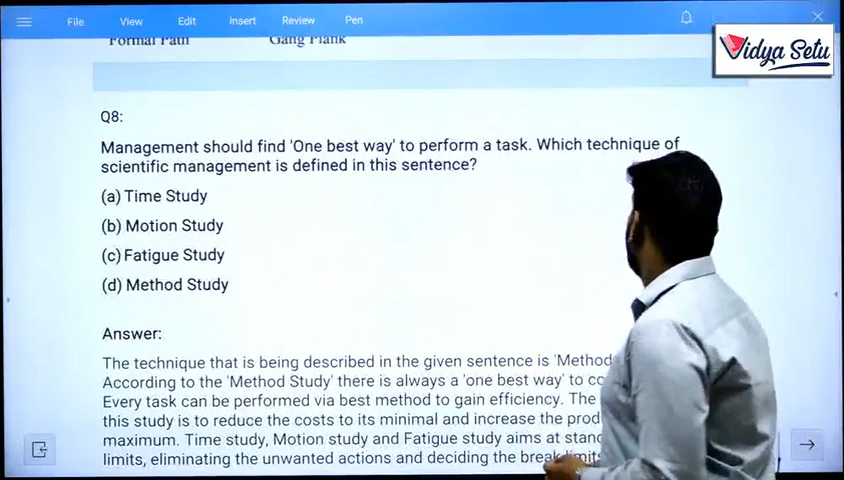 File View Edit Insert Review Pen
Vidya Setu
Formal Path Gang Plank
Q8:
Management should find 'One best way' to perform a task. Which technique of
scientific management is defined in this sentence?
(a) Time Study
(b) Motion Study
(c) Fatigue Study
(d) Method Study
Answer:
The technique that is being described in the given sentence is 'Method
According to the 'Method Study' there is always a 'one best way' to
Every task can be performed via best method to gain efficiency. The
this study is to reduce the costs to its minimal and increase the
maximum. Time study, Motion study and Fatigue study aims at
limits, eliminating the unwanted actions and deciding the break limits